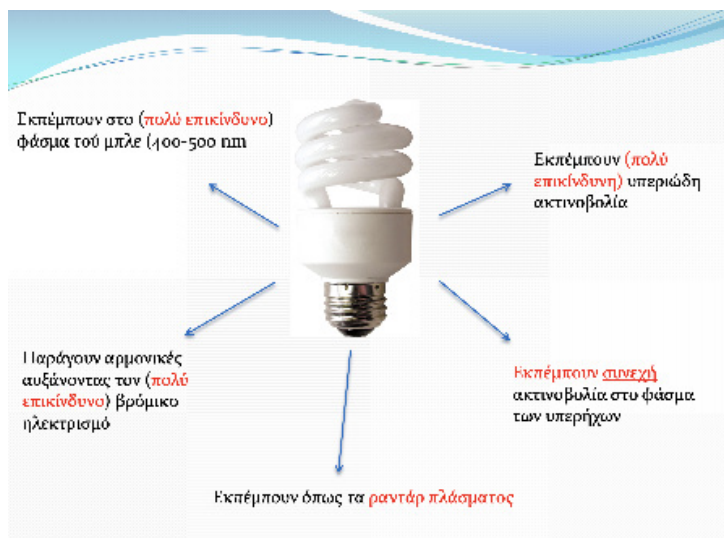 Εκπέμπουν στο (πολύ επικίνδυνο)
φάσμα τού μπλε (400-500 nm
Εκπέμπουν (πολύ
επικίνδυνη) υπεριώδη
ακτινοβολία
Παράγουν αρμονικές
αυξάνοντας τον (πολύ
επικίνδυνο) βρόμικο
ηλεκτρισμό
Εκπέμπουν συνεχή
ακτινοβολία στο φάσμα
των υπερήχων
Εκπέμπουν όπως τα ραντάρ πλάσματος